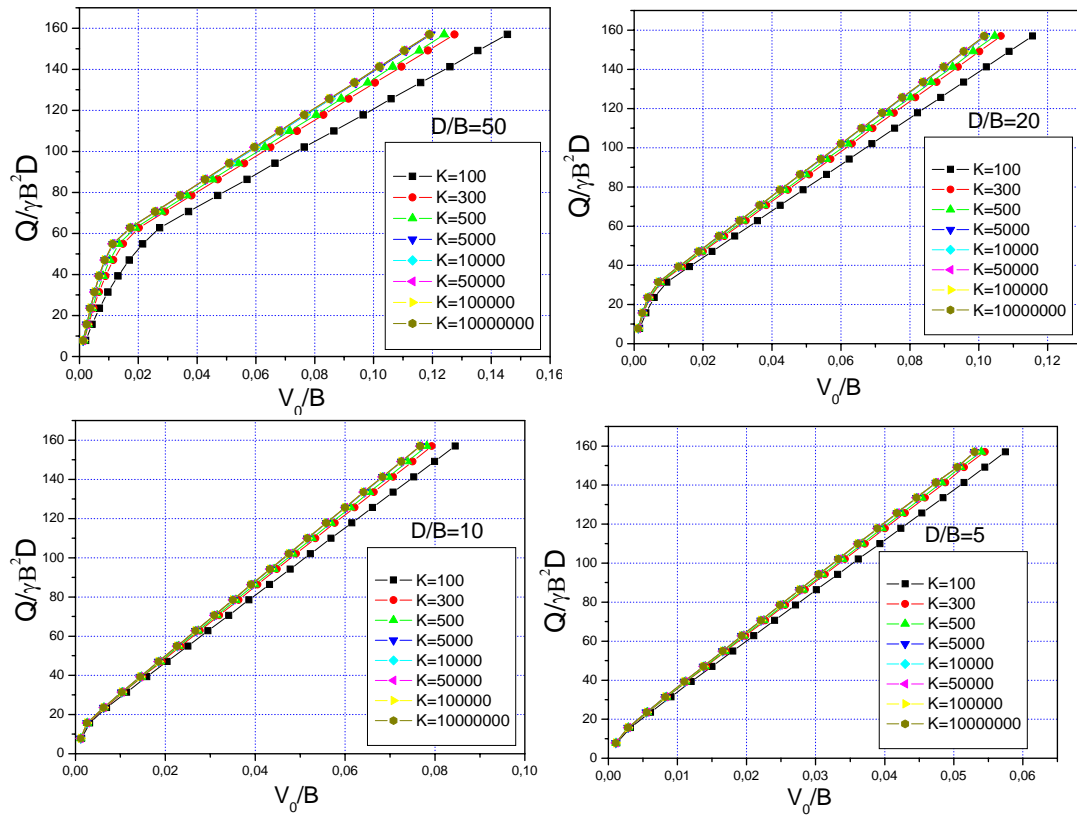 160
140
120
100
80
60
40
20
0
Q/γB²D
D/B=50
K=100
K=300
K=500
K=5000
K=10000
K=50000
K=100000
K=10000000
0,00 0,02 0,04 0,06 0,08 0,10 0,12 0,14 0,16
V₀/B
160
140
120
100
80
60
40
20
0
Q/γB²D
D/B=20
K=100
K=300
K=500
K=5000
K=10000
K=50000
K=100000
K=10000000
0,00 0,02 0,04 0,06 0,08 0,10 0,12
V₀/B
160
140
120
100
80
60
40
20
0
Q/γB²D
D/B=10
K=100
K=300
K=500
K=5000
K=10000
K=50000
K=100000
K=10000000
0,00 0,02 0,04 0,06 0,08 0,10
V₀/B
160
140
120
100
80
60
40
20
0
Q/γB²D
D/B=5
K=100
K=300
K=500
K=5000
K=10000
K=50000
K=100000
K=10000000
0,00 0,01 0,02 0,03 0,04 0,05 0,06
V₀/B